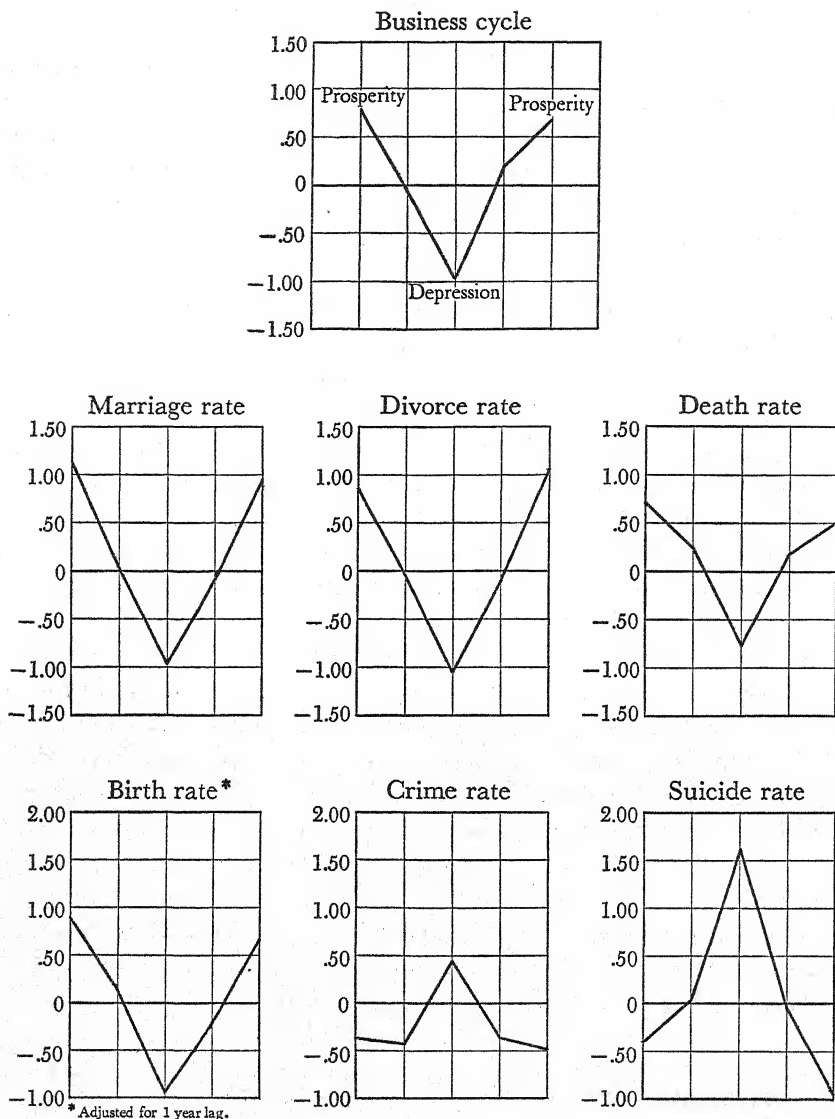 Business cycle
1.50
1.00
Prosperity Prosperity
.50
0
−.50
−1.00
Depression
−1.50
Marriage rate Divorce rate Death rate
1.50 1.50 1.50
1.00 1.00 1.00
.50 .50 .50
0 0 0
−.50 −.50 −.50
−1.00 −1.00 −1.00
−1.50 −1.50 −1.50
Birth rate* Crime rate Suicide rate
2.00 2.00 2.00
1.50 1.50 1.50
1.00 1.00 1.00
.50 .50 .50
0 0 0
−.50 −.50 −.50
−1.00 −1.00 −1.00
* Adjusted for 1 year lag.